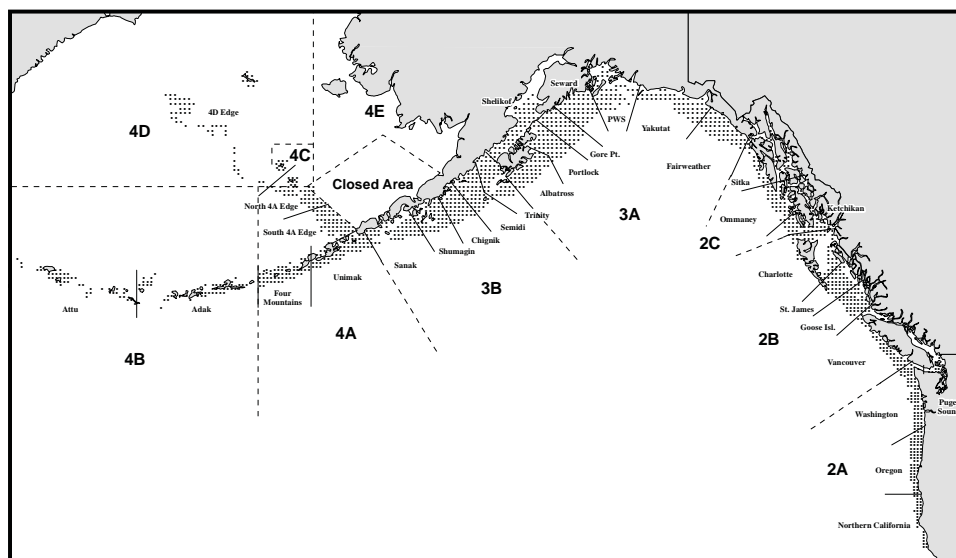 Seward
Shelikof
4E
4D Edge
PWS
4D
Yakutat
4C
Gore Pt.
Fairweather
Portlock
Closed Area
Sitka
Albatross
North 4A Edge
Trinity
3A
Ketchikan
Semidi
Ommaney
South 4A Edge
Chignik
2C
Shumagin
Sanak
Charlotte
Unimak
3B
Four
Mountains
St. James
Attu
Adak
Goose Isl.
4A
2B
4B
Vancouver
Puge
Soun
Washington
2A
Oregon
Northern California